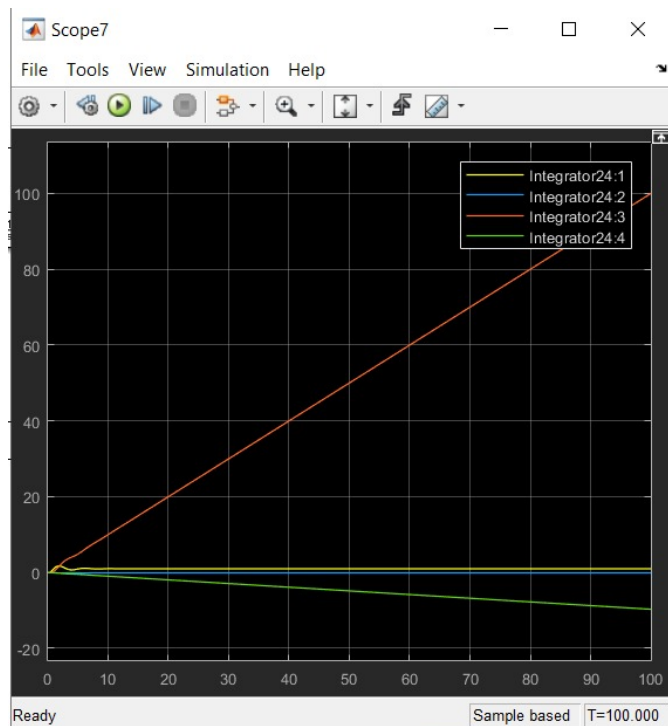 Scope7
File Tools View Simulation Help
Integrator24:1
Integrator24:2
Integrator24:3
Integrator24:4
100
80
60
40
20
0
-20
0 10 20 30 40 50 60 70 80 90 100
Ready Sample based T=100.000